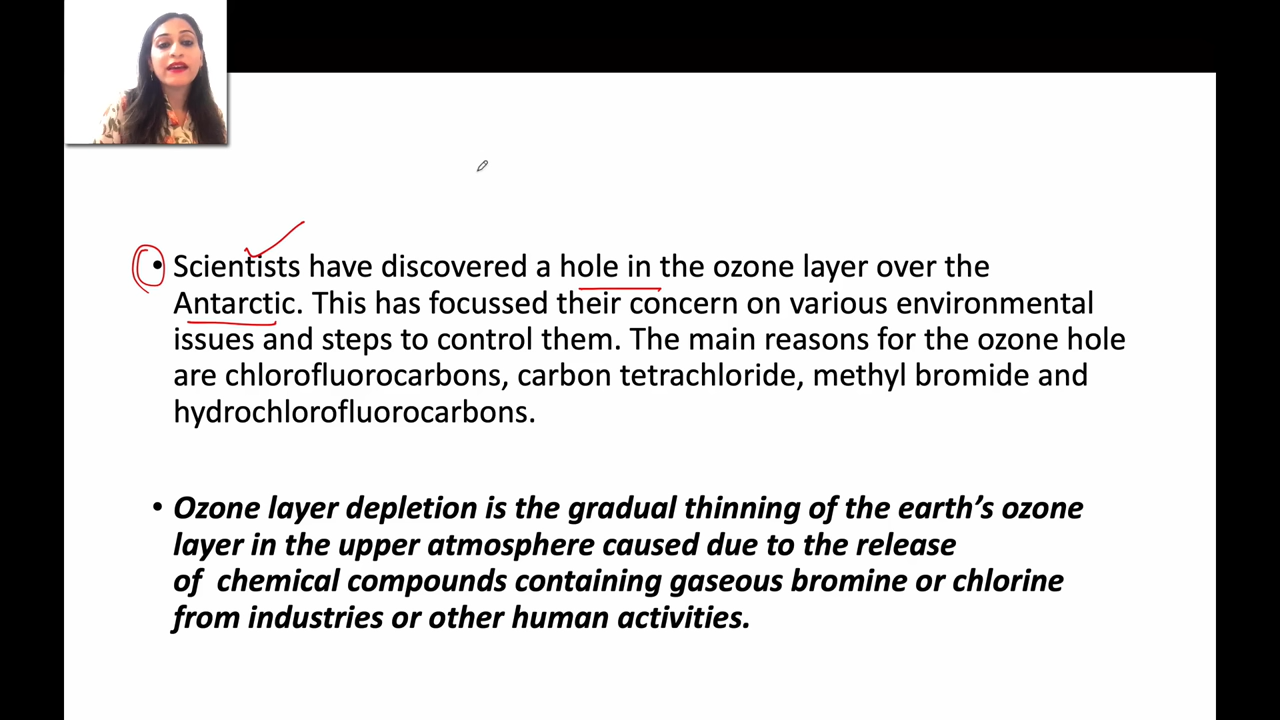 • Scientists have discovered a hole in the ozone layer over the
Antarctic. This has focussed their concern on various environmental
issues and steps to control them. The main reasons for the ozone hole
are chlorofluorocarbons, carbon tetrachloride, methyl bromide and
hydrochlorofluorocarbons.
• Ozone layer depletion is the gradual thinning of the earth’s ozone
layer in the upper atmosphere caused due to the release
of chemical compounds containing gaseous bromine or chlorine
from industries or other human activities.